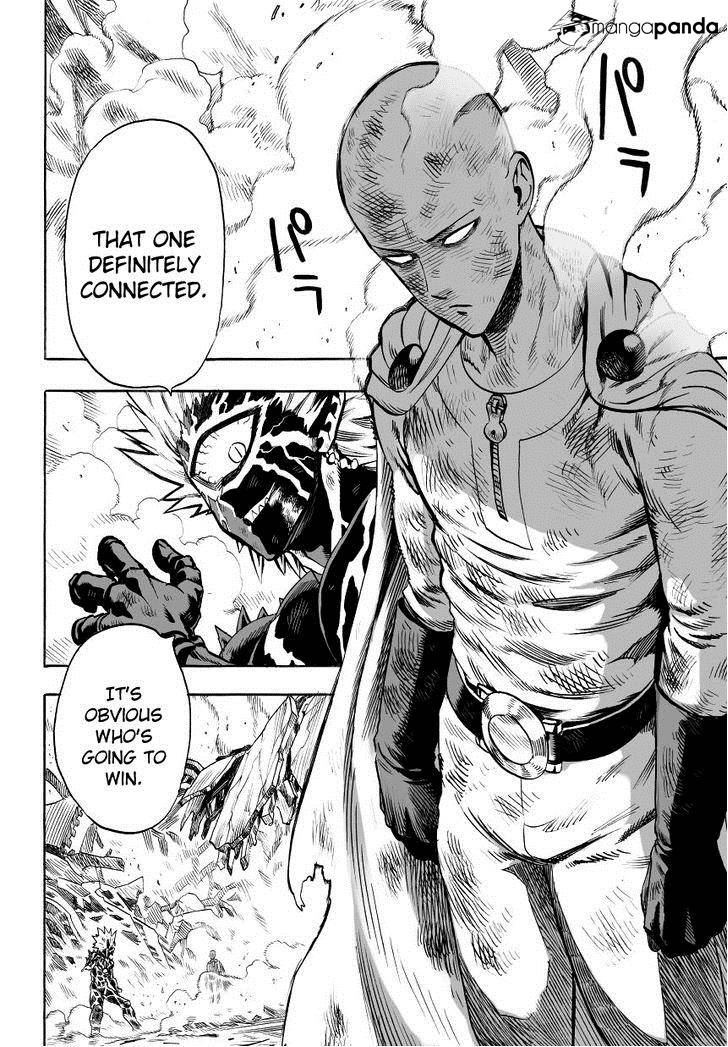 mangapanda
パラ
パラ
THAT ONE
DEFINITELY
CONNECTED.
IT'S
OBVIOUS
WHO'S
GOING TO
WIN.